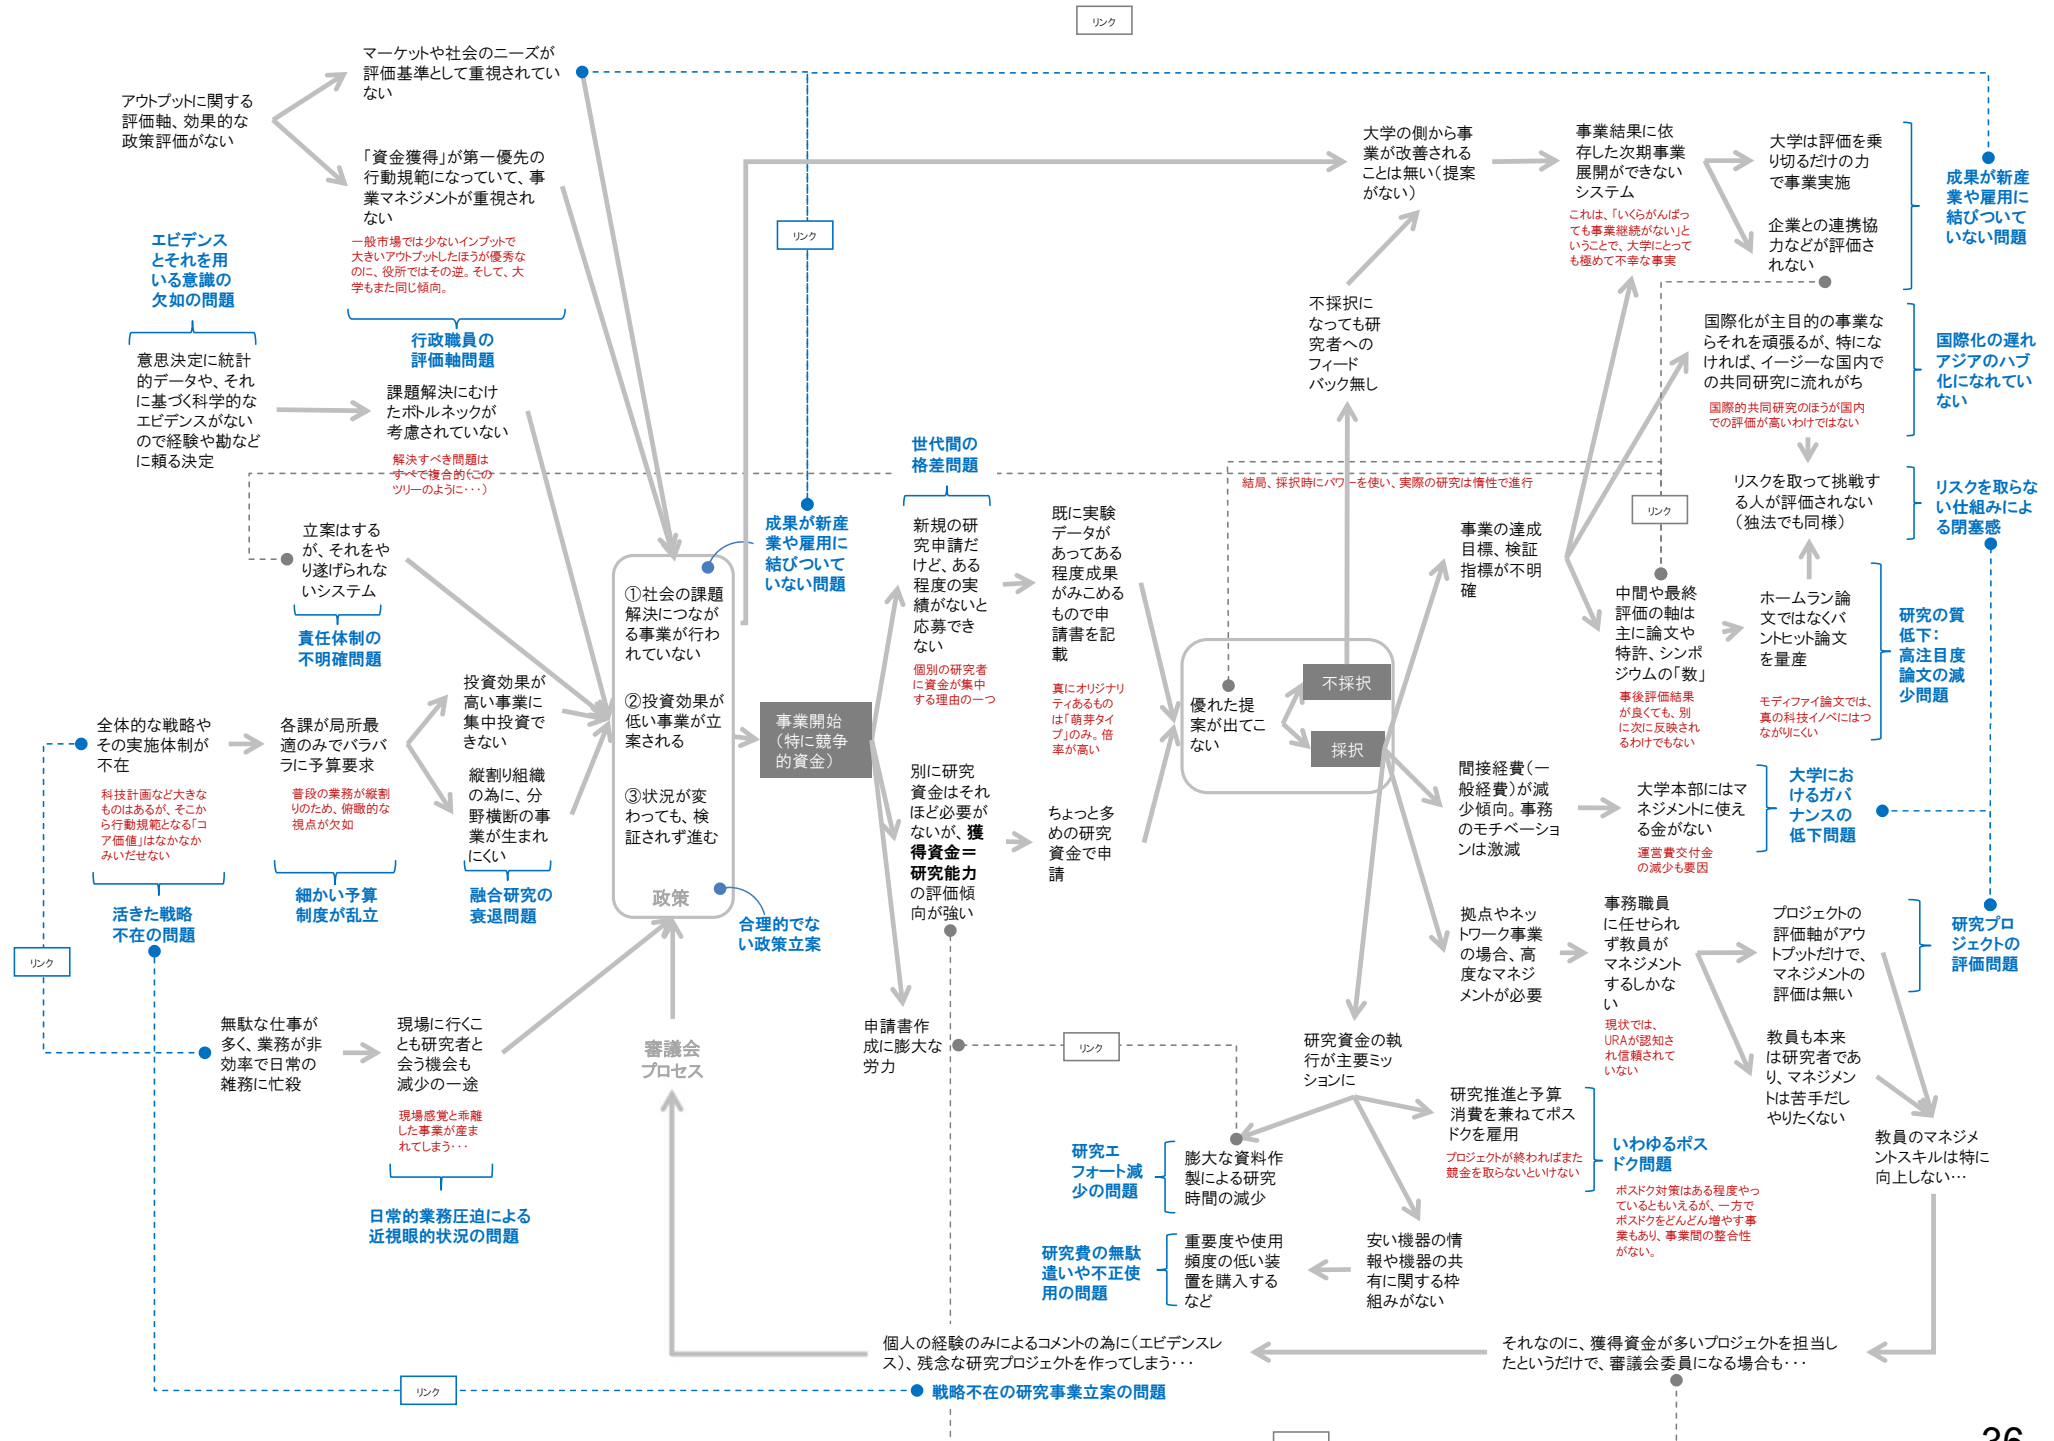 リンク
マーケットや社会のニーズが
評価基準として重視されてい
ない
アウトプットに関する
評価軸、効果的な
政策評価がない
「資金獲得」が第一優先の
行動規範になっていて、事
業マネジメントが重視され
ない
一般市場では少ないインプットで
大きいアウトプットしたほうが優秀な
のに、役所ではその逆。そして、大
学もまた同じ傾向。
行政職員の
評価軸問題
エビデンス
とそれを用
いる意識の
欠如の問題
意思決定に統計
的データや、それ
に基づく科学的な
エビデンスがない
ので経験や勘など
に頼る決定
課題解決にむけ
たボトルネックが
考慮されていない
解決すべき問題は
すべて複合的（この
ツリーのように・・・）
立案はする
が、それをや
り遂げられな
いシステム
責任体制の
不明確問題
全体的な戦略や
その実施体制が
不在
科技計画など大きな
ものはあるが、そこか
ら行動規範となる「コ
ア価値」はなかなか
みいだせない
活きた戦略
不在の問題
各課が局所最
適のみでバラバ
ラに予算要求
普段の業務が縦割
りのため、俯瞰的な
視点が欠如
細かい予算
制度が乱立
投資効果が
高い事業に
集中投資で
きない
縦割り組織
の為に、分
野横断の事
業が生まれ
にくい
融合研究の
衰退問題
リンク
無駄な仕事が
多く、業務が非
効率で日常の
雑務に忙殺
現場に行くこ
とも研究者と
会う機会も
減少の一途
現場感覚と乖離
した事業が産ま
れてしまう・・・
日常的業務圧迫による
近視眼的状況の問題
リンク
成果が新産
業や雇用に
結びついて
いない問題
①社会の課題
解決につなが
る事業が行わ
れていない
②投資効果が
低い事業が立
案される
③状況が変
わっても、検
証されず進む
政策
合理的でな
い政策立案
審議会
プロセス
事業開始
（特に競争
的資金）
世代間の
格差問題
新規の研
究申請だ
けど、ある
程度の実
績がないと
応募でき
ない
個別の研究者
に資金が集中
する理由の一つ
既に実験
データが
あってある
程度成果
がみこめる
もので申
請書を記
載
真にオリジナリ
ティあるもの
は「萌芽タイ
プ」のみ。倍
率が高い
別に研究
資金はそれ
ほど必要が
ないが、獲
得資金＝
研究能力
の評価傾
向が強い
ちょっと多
めの研究
資金で申
請
申請書作
成に膨大な
労力
リンク
優れた提
案が出てこ
ない
不採択
採択
結局、採択時にパワーを使い、実際の研究は惰性で進行
不採択に
なっても研
究者への
フィード
バック無し
大学の側から事
業が改善される
ことは無い（提案
がない）
事業結果に依
存した次期事業
展開ができない
システム
これは、「いくらがんばっ
ても事業継続がない」と
いうことで、大学にとって
も極めて不幸な事実
大学は評価を乗
り切るだけの力
で事業実施
企業との連携協
力などが評価さ
れない
成果が新産
業や雇用に
結びついて
いない問題
国際化が主目的の事業な
らそれを頑張るが、特にな
ければ、イージーな国内で
の共同研究に流れがち
国際的共同研究のほうが国内
での評価が高いわけではない
国際化の遅れ
アジアのハブ
化になれてい
ない
リスクを取って挑戦す
る人が評価されない
（独法でも同様）
リスクを取らな
い仕組みによ
る閉塞感
リンク
事業の達成
目標、検証
指標が不明
確
中間や最終
評価の軸は
主に論文や
特許、シンポ
ジウムの「数」
事後評価結果
が良くても、別
に次に反映され
るわけでもない
ホームラン論
文ではなくバ
ントヒット論文
を量産
モディファイ論文では、
真の科技イノベにはつ
ながりにくい
研究の質
低下：
高注目度
論文の減
少問題
間接経費（一
般経費）が減
少傾向。事務
のモチベーショ
ンは激減
大学本部にはマ
ネジメントに使え
る金がない
運営費交付金
の減少も要因
大学にお
けるガバ
ナンスの
低下問題
拠点やネッ
トワーク事業
の場合、高
度なマネジ
メントが必要
事務職員
に任せられ
ず教員が
マネジメント
するしかな
い
現状では、
URAが認知さ
れ信頼されて
いない
プロジェクトの
評価軸がアウ
トプットだけで、
マネジメントの
評価は無い
研究プロ
ジェクトの
評価問題
教員も本来
は研究者であ
り、マネジメン
トは苦手だし
やりたくない
教員のマネジメ
ントスキルは特に
向上しない…
研究資金の執
行が主要ミッ
ションに
研究推進と予算
消費を兼ねてポス
ドクを雇用
プロジェクトが終わればまた
競金を取らないといけない
いわゆるポス
ドク問題
ポスドク対策はある程度やっ
ているともいえるが、一方で
ポスドクをどんどん増やす事
業もあり、事業間の整合性
がない。
研究エ
フォート減
少の問題
膨大な資料作
製による研究
時間の減少
研究費の無駄
遣いや不正使
用の問題
重要度や使用
頻度の低い装
置を購入する
など
安い機器の情
報や機器の共
有に関する枠
組みがない
個人の経験のみによるコメントの為に（エビデンスレ
ス）、残念な研究プロジェクトを作ってしまう・・・
それなのに、獲得資金が多いプロジェクトを担当し
たというだけで、審議会委員になる場合も・・・
リンク
戦略不在の研究事業立案の問題
36